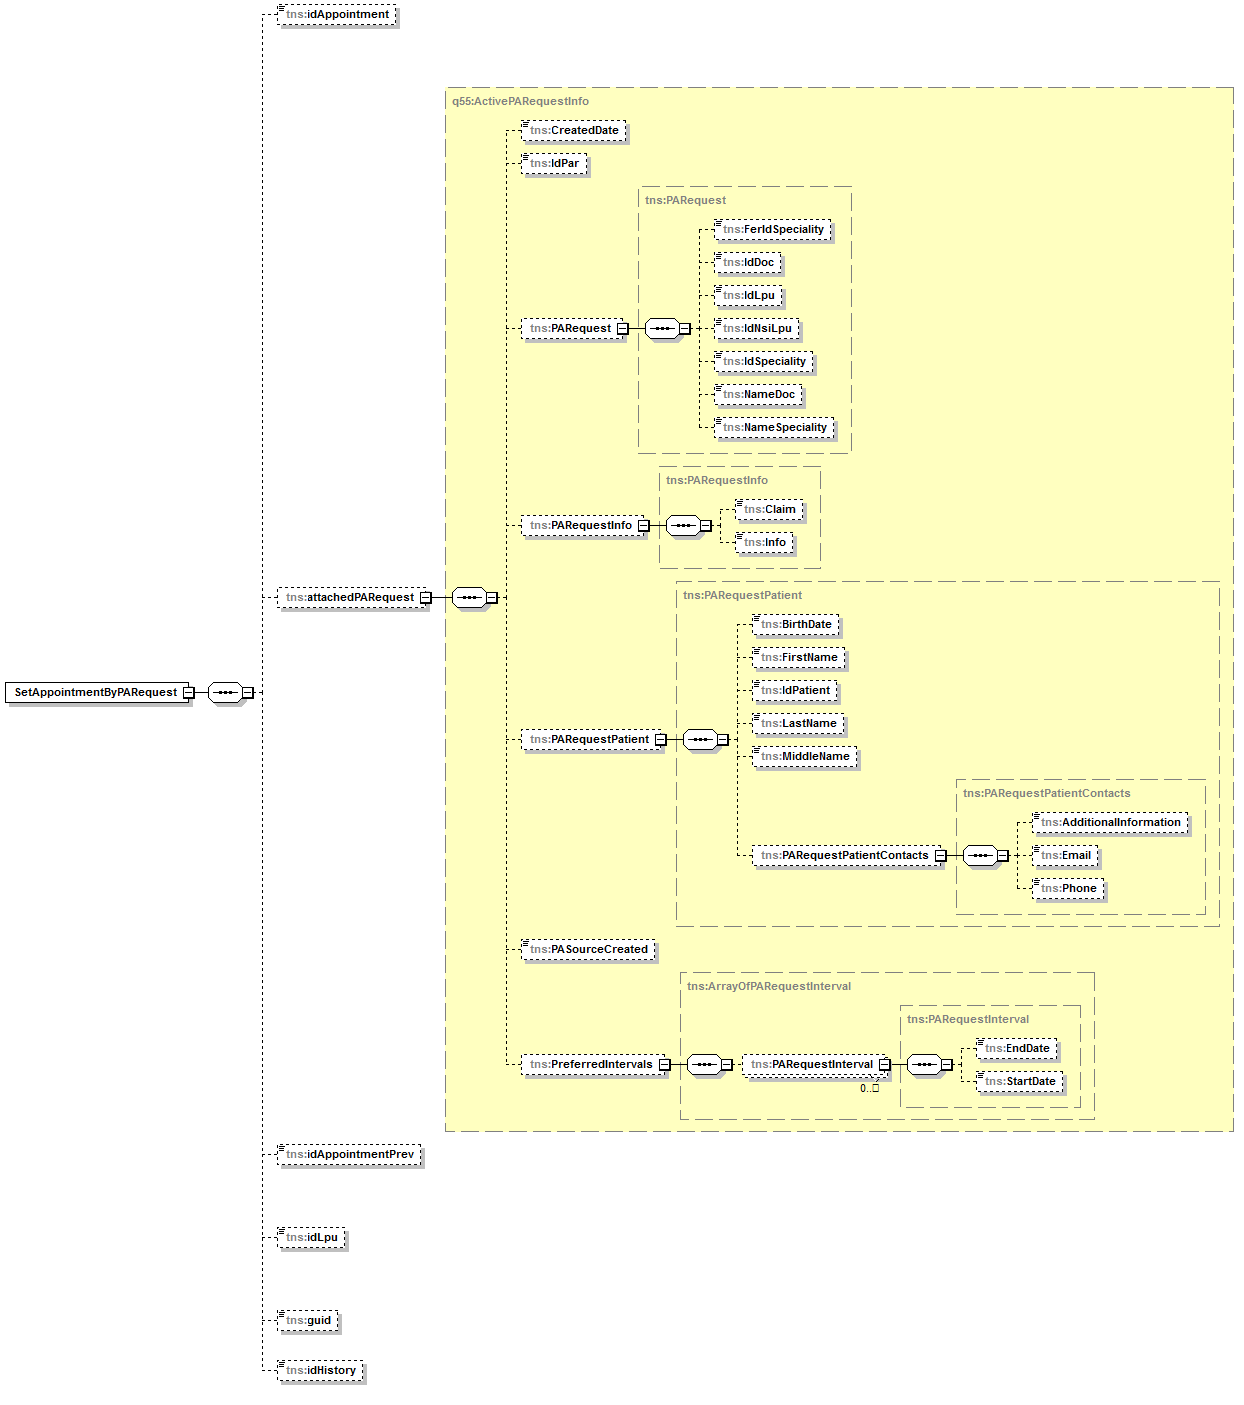 tns:idAppointment
q55:ActivePARequestInfo
tns:CreatedDate
tns:IdPar
tns:PARequest
tns:FerIdSpeciality
tns:IdDoc
tns:IdLpu
tns:PARequest
tns:IdNsiLpu
tns:IdSpeciality
tns:NameDoc
tns:NameSpeciality
tns:PARequestInfo
tns:Claim
tns:PARequestInfo
tns:Info
tns:attachedPARequest
tns:PARequestPatient
tns:BirthDate
tns:FirstName
tns:IdPatient
SetAppointmentByPARequest
tns:LastName
tns:PARequestPatient
tns:MiddleName
tns:PARequestPatientContacts
tns:AdditionalInformation
tns:PARequestPatientContacts
tns:Email
tns:Phone
tns:PASourceCreated
tns:ArrayOfPARequestInterval
tns:PARequestInterval
tns:EndDate
tns:PreferredIntervals
tns:PARequestInterval
tns:StartDate
0..□
tns:idAppointmentPrev
tns:idLpu
tns:guid
tns:idHistory